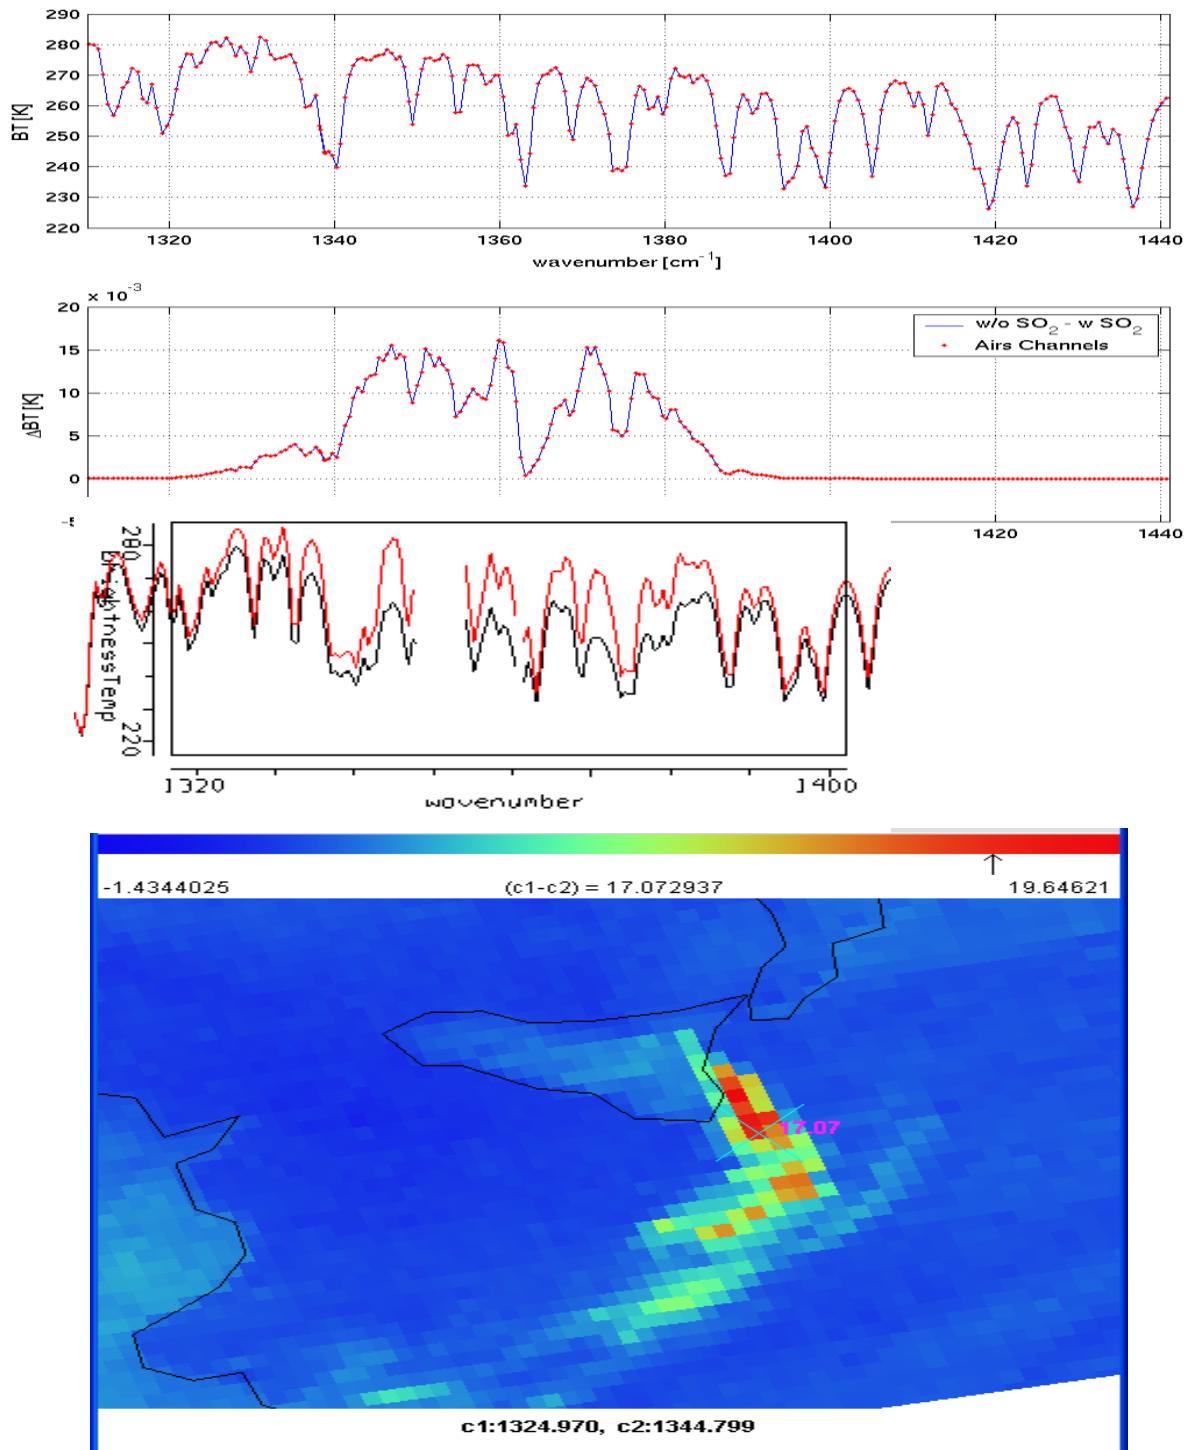 290
280
270
260
250
240
230
220
BT[K]
1320 1340 1360 1380 1400 1420 1440
wavenumber [cm⁻¹]
× 10⁻³
20
15
10
5
0
ΔBT[K]
w/o SO₂ - w SO₂
Airs Channels
1420 1440
280
220
BrightnessTemp
1320 1400
wavenumber
-1.4344025 (c1-c2) = 17.072937 19.64621
17.07
c1:1324.970, c2:1344.799